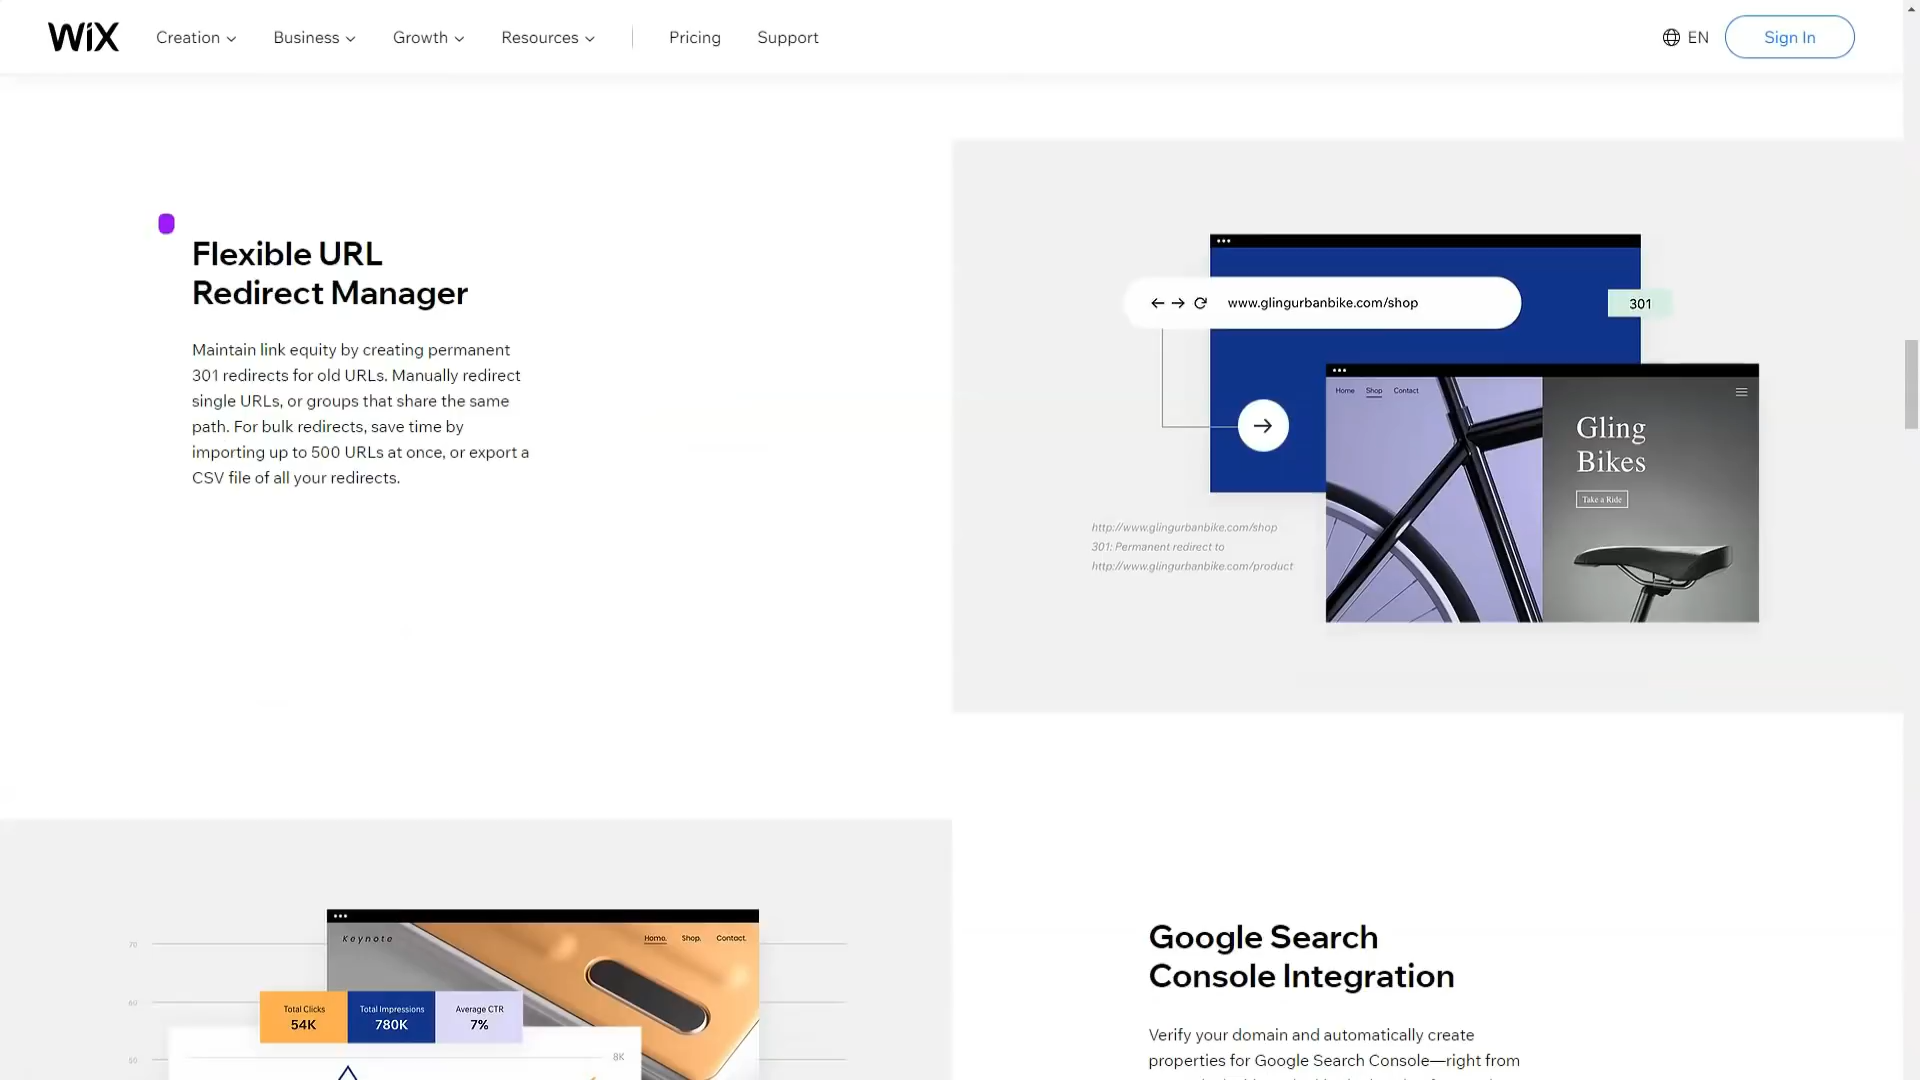 WiX
Creation
Business
Growth
Resources
Pricing
Support
EN
Sign In
Flexible URL
Redirect Manager
Maintain link equity by creating permanent
301 redirects for old URLs. Manually redirect
single URLs, or groups that share the same
path. For bulk redirects, save time by
importing up to 500 URLs at once, or export a
CSV file of all your redirects.
www.glingurbanbike.com/shop
301
Home Shop Contact
Gling
Bikes
Take a Ride
http://www.glingurbanbike.com/shop
301: Permanent redirect to
http://www.glingurbanbike.com/product
70
60
50
Keynote
Home. Shop. Contact.
Total Clicks
54K
Total Impressions
780K
Average CTR
7%
8K
Google Search
Console Integration
Verify your domain and automatically create
properties for Google Search Console—right from